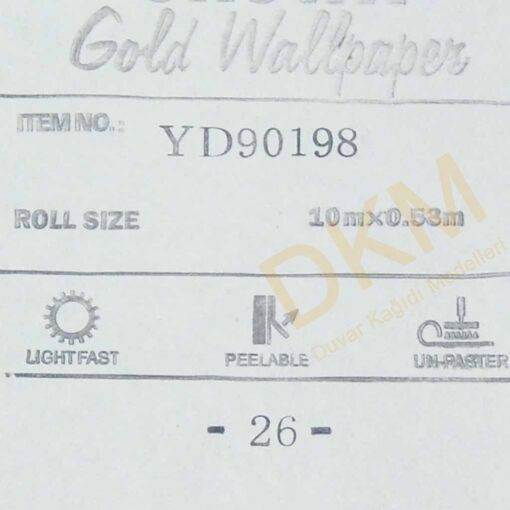 Gold Wallpaper
ITEM NO.: YD90198
ROLL SIZE 10m×0.53m
DKM
Duvar Kağıdı Modelleri
LIGHTFAST PEELABLE UN-PASTER
- 26 -